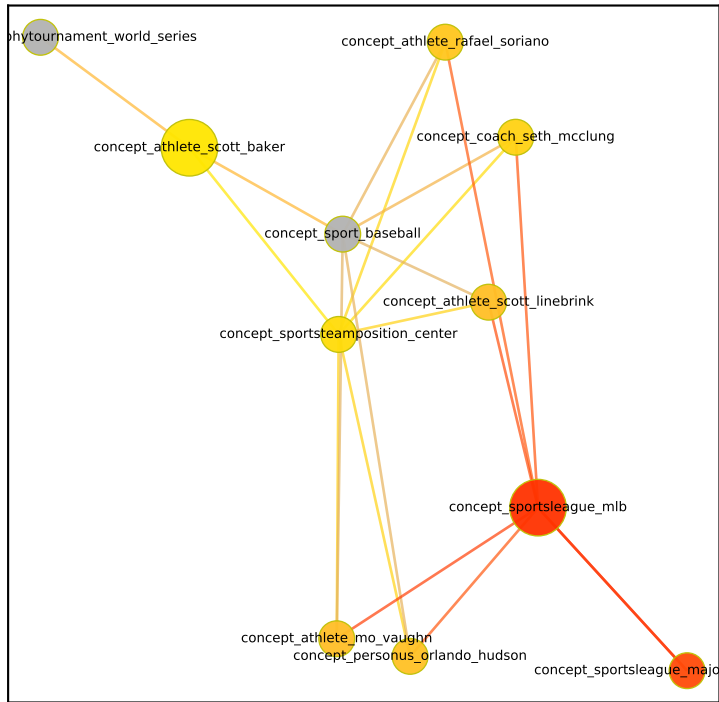 phytournament_world_series
concept_athlete_rafael_soriano
concept_coach_seth_mcclung
concept_athlete_scott_baker
concept_sport_baseball
concept_athlete_scott_linebrink
concept_sportsteamposition_center
concept_sportsleague_mlb
concept_athlete_mo_vaughn
concept_personus_orlando_hudson
concept_sportsleague_majo